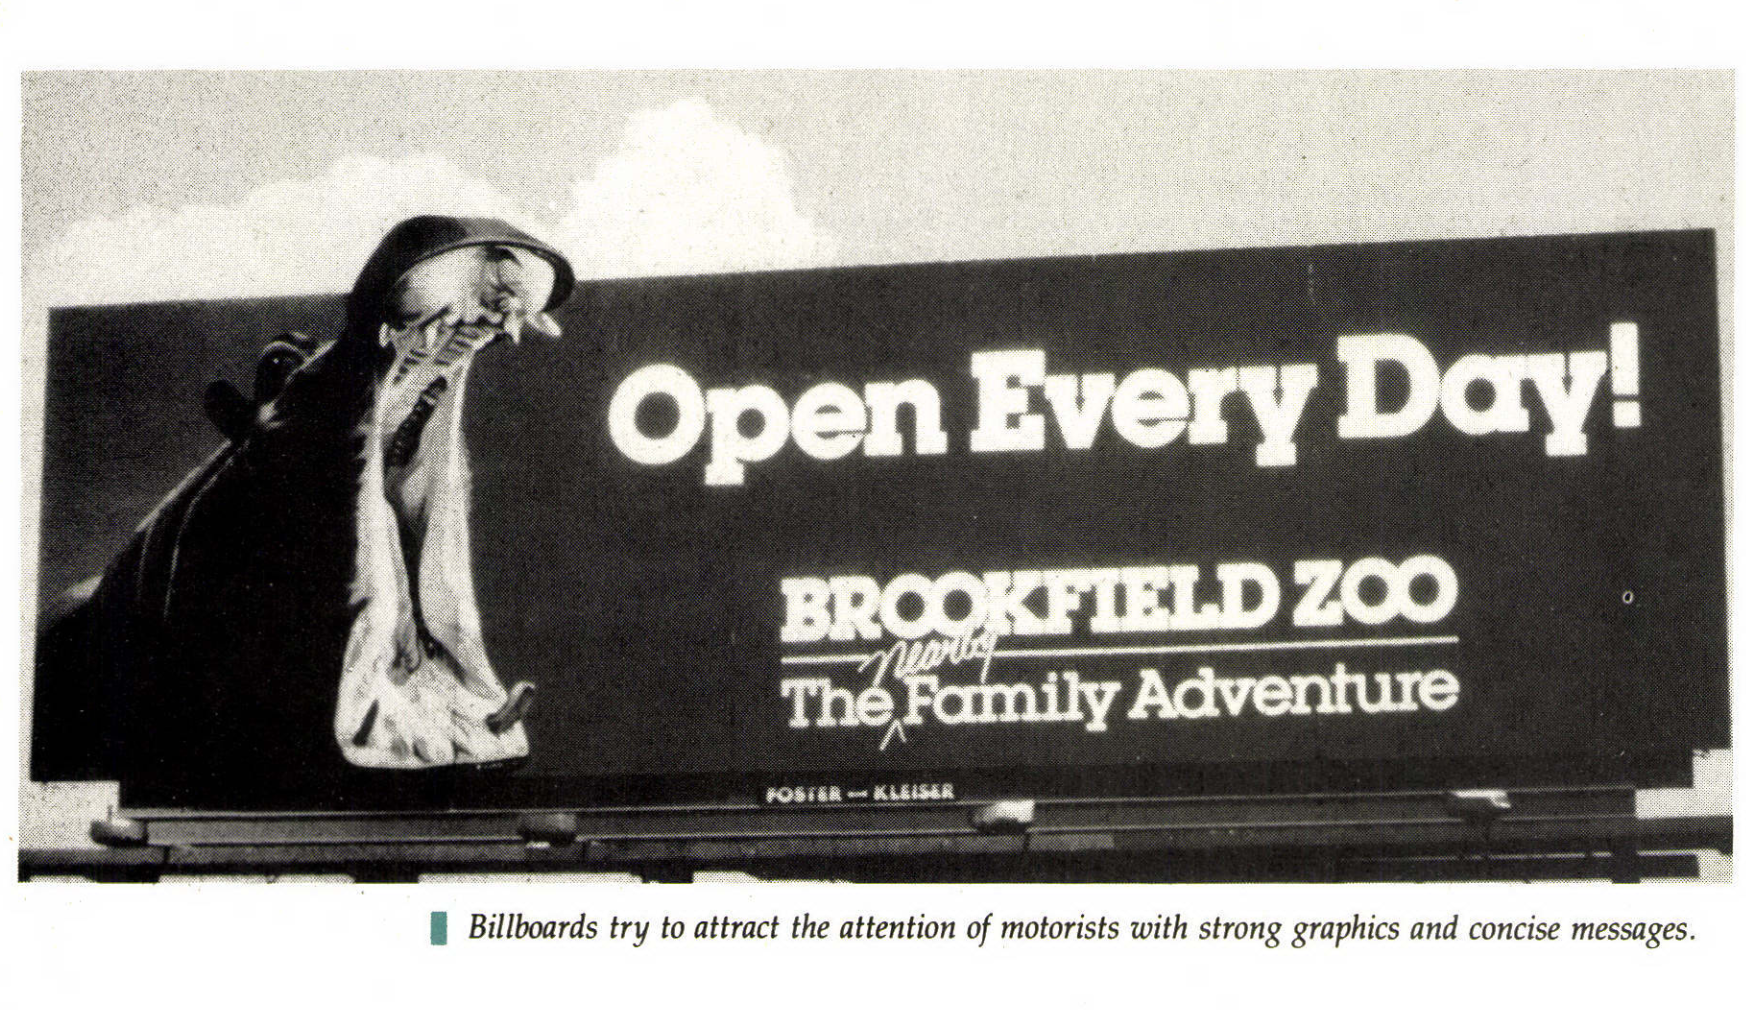 Open Every Day!
BROOKFIELD ZOO
nearby
The Family Adventure
FOSTER — KLEISER
Billboards try to attract the attention of motorists with strong graphics and concise messages.